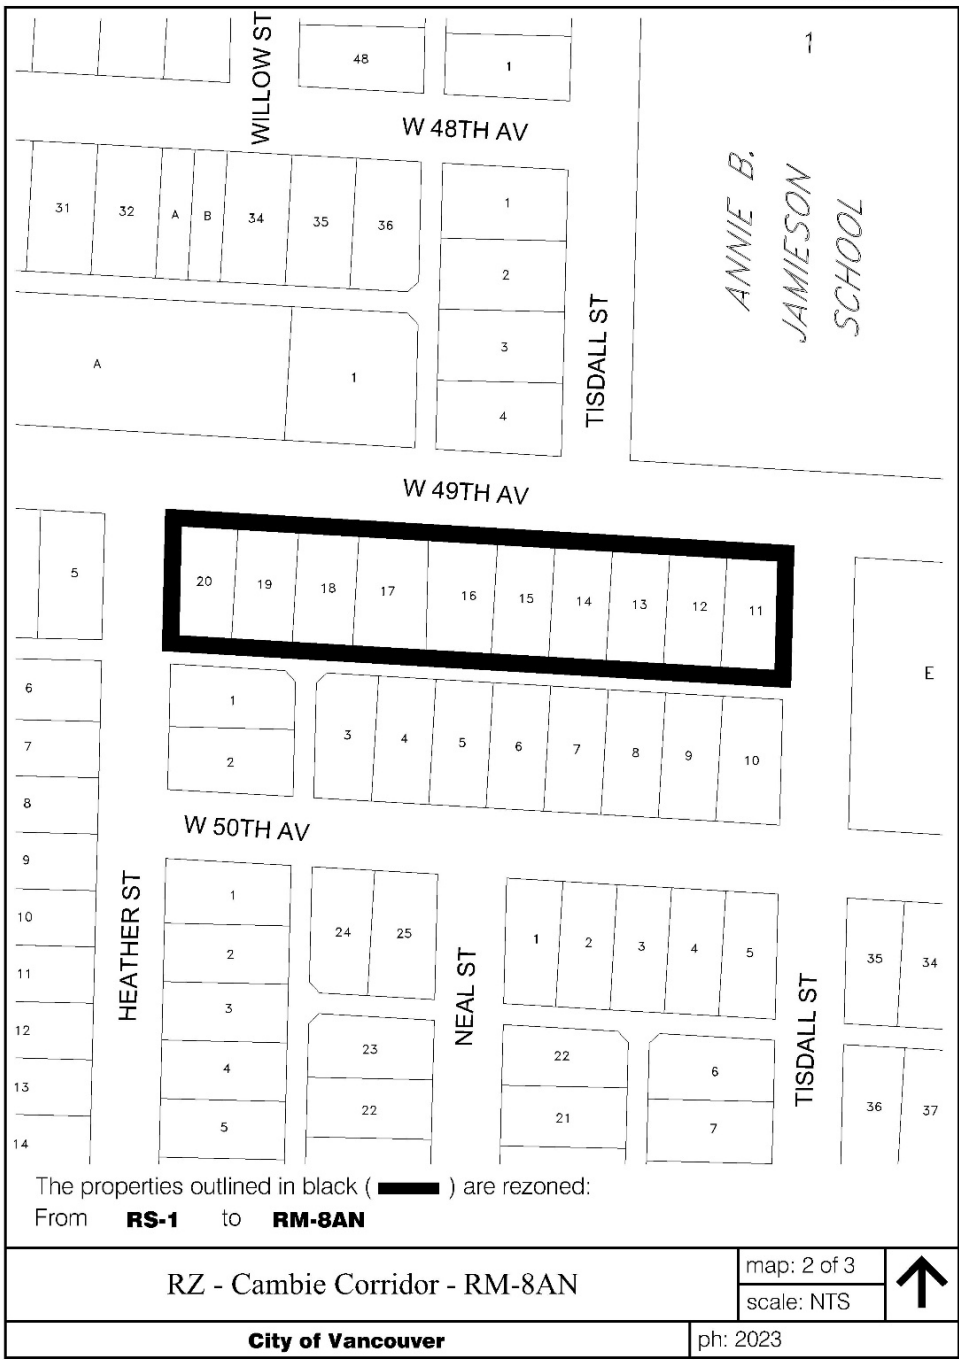 WILLOW ST
48
1
1
W 48TH AV
ANNIE B.
JAMIESON
SCHOOL
31 32 A B 34 35 36
1
2
3
4
TISDALL ST
A
1
W 49TH AV
5
20 19 18 17 16 15 14 13 12 11
E
6
7
8
9
10
11
12
13
14
1
2
3 4 5 6 7 8 9 10
W 50TH AV
HEATHER ST
1
2
3
4
5
24 25
23
22
NEAL ST
1 2 3 4 5
22
21
6
7
TISDALL ST
35 34
36 37
The properties outlined in black ( ) are rezoned:
From RS-1 to RM-8AN
RZ - Cambie Corridor - RM-8AN
map: 2 of 3
scale: NTS
City of Vancouver
ph: 2023